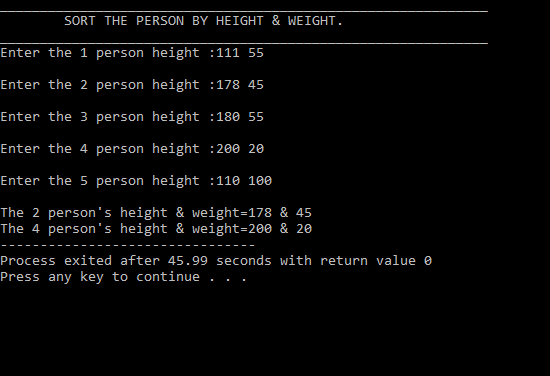 SORT THE PERSON BY HEIGHT & WEIGHT.
Enter the 1 person height :111 55
Enter the 2 person height :178 45
Enter the 3 person height :180 55
Enter the 4 person height :200 20
Enter the 5 person height :110 100
The 2 person's height & weight=178 & 45
The 4 person's height & weight=200 & 20
--------------------------------
Process exited after 45.99 seconds with return value 0
Press any key to continue . . .